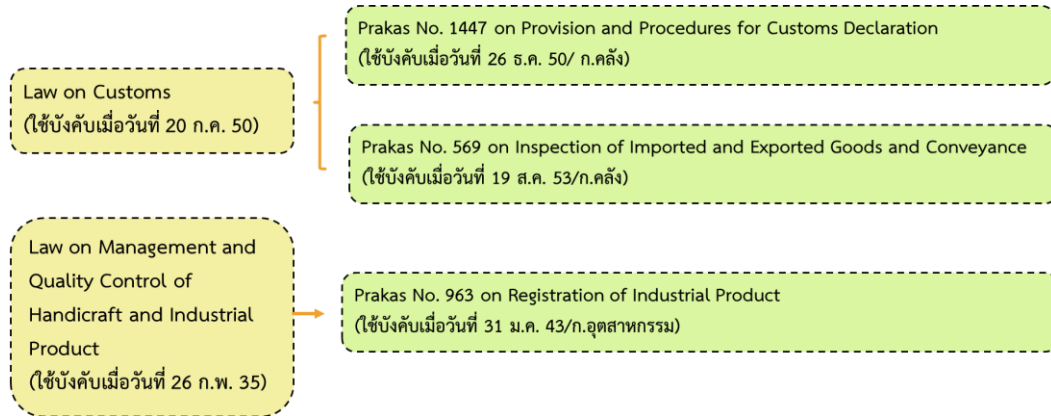 Law on Customs
(ใช้บังคับเมื่อวันที่ 20 ก.ค. 50)
Prakas No. 1447 on Provision and Procedures for Customs Declaration
(ใช้บังคับเมื่อวันที่ 26 ธ.ค. 50/ ก.คลัง)
Prakas No. 569 on Inspection of Imported and Exported Goods and Conveyance
(ใช้บังคับเมื่อวันที่ 19 ส.ค. 53/ก.คลัง)
Law on Management and
Quality Control of
Handicraft and Industrial
Product
(ใช้บังคับเมื่อวันที่ 26 ก.พ. 35)
Prakas No. 963 on Registration of Industrial Product
(ใช้บังคับเมื่อวันที่ 31 ม.ค. 43/ก.อุตสาหกรรม)